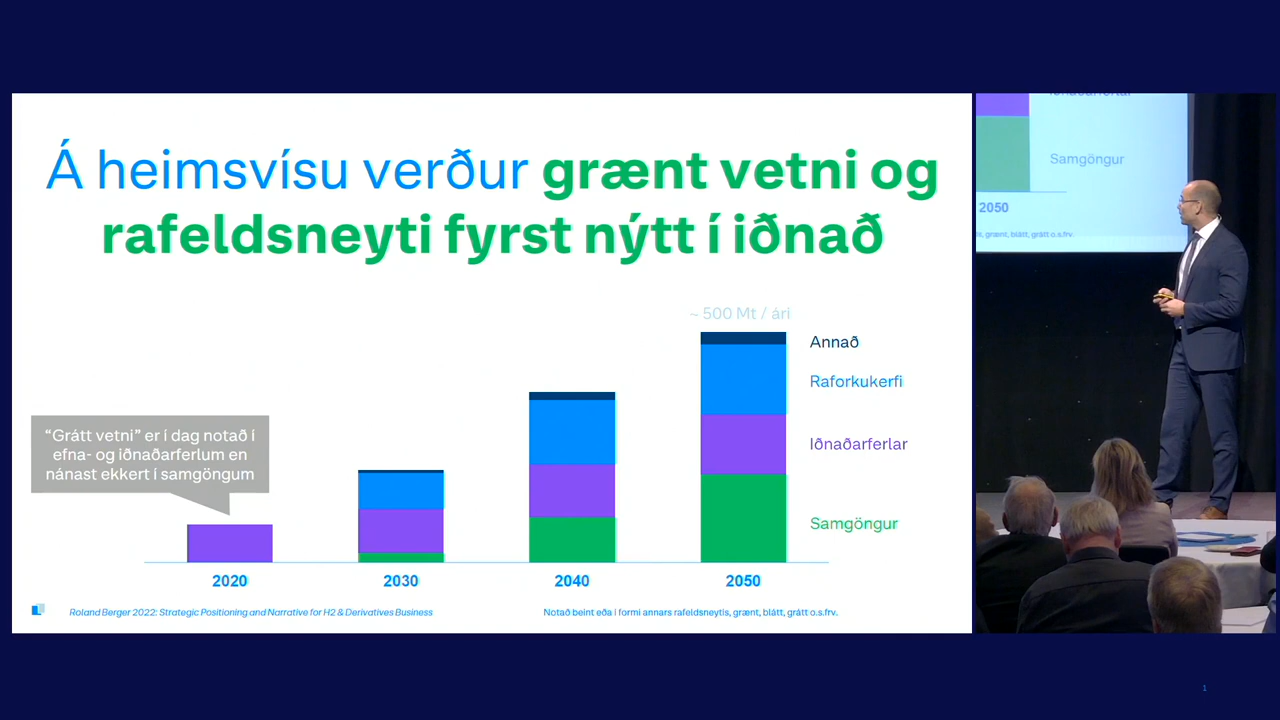 Á heimsvísu verður grænt vetni og
rafeldsneyti fyrst nýtt í iðnað
~ 500 Mt / ári
Annað
Raforkukerfi
Iðnaðarferlar
Samgöngur
“Grátt vetni” er í dag notað í
efna- og iðnaðarferlum en
nánast ekkert í samgöngum
2020
2030
2040
2050
Roland Berger 2022: Strategic Positioning and Narrative for H2 & Derivatives Business
Notað beint eða í formi annars rafeldsneytis, grænt, blátt, grátt o.s.frv.
Samgöngur
2050
grænt, blátt, grátt o.s.frv.
1